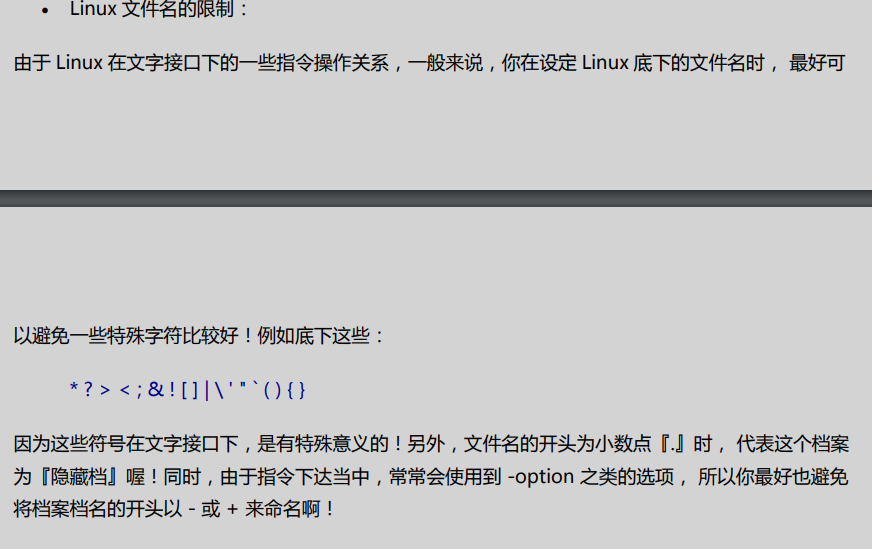 • Linux 文件名的限制：
由于 Linux 在文字接口下的一些指令操作关系，一般来说，你在设定 Linux 底下的文件名时， 最好可
以避免一些特殊字符比较好！例如底下这些：
* ? > < ; & ! [ ] | \ ' " ` ( ) { }
因为这些符号在文字接口下，是有特殊意义的！另外，文件名的开头为小数点『.』时， 代表这个档案
为『隐藏档』喔！同时，由于指令下达当中，常常会使用到 -option 之类的选项， 所以你最好也避免
将档案档名的开头以 - 或 + 来命名啊！